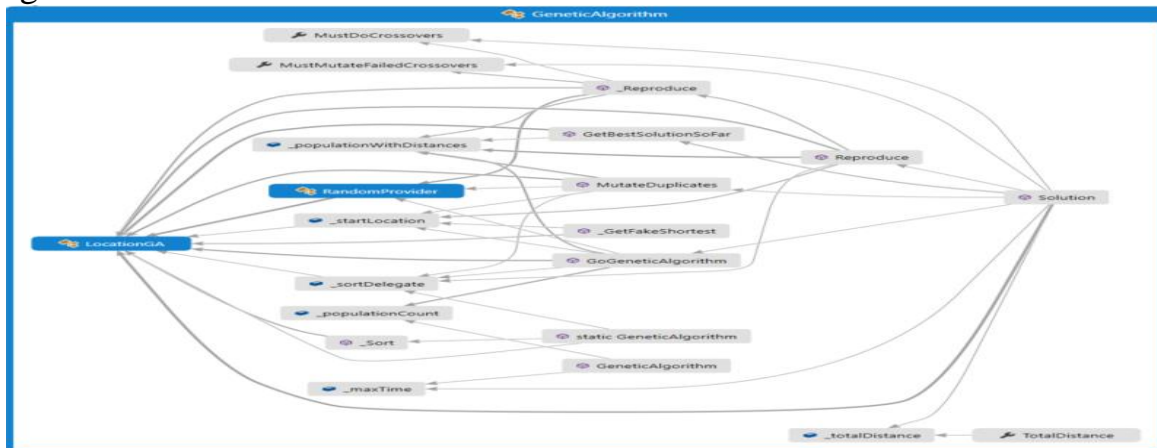 GeneticAlgorithm
MustDoCrossovers
MustMutateFailedCrossovers
_Reproduce
GetBestSolutionSoFar
_populationWithDistances
Reproduce
MutateDuplicates
RandomProvider
Solution
_startLocation
_GetFakeShortest
LocationGA
GoGeneticAlgorithm
_sortDelegate
_populationCount
static GeneticAlgorithm
_Sort
GeneticAlgorithm
_maxTime
_totalDistance
TotalDistance